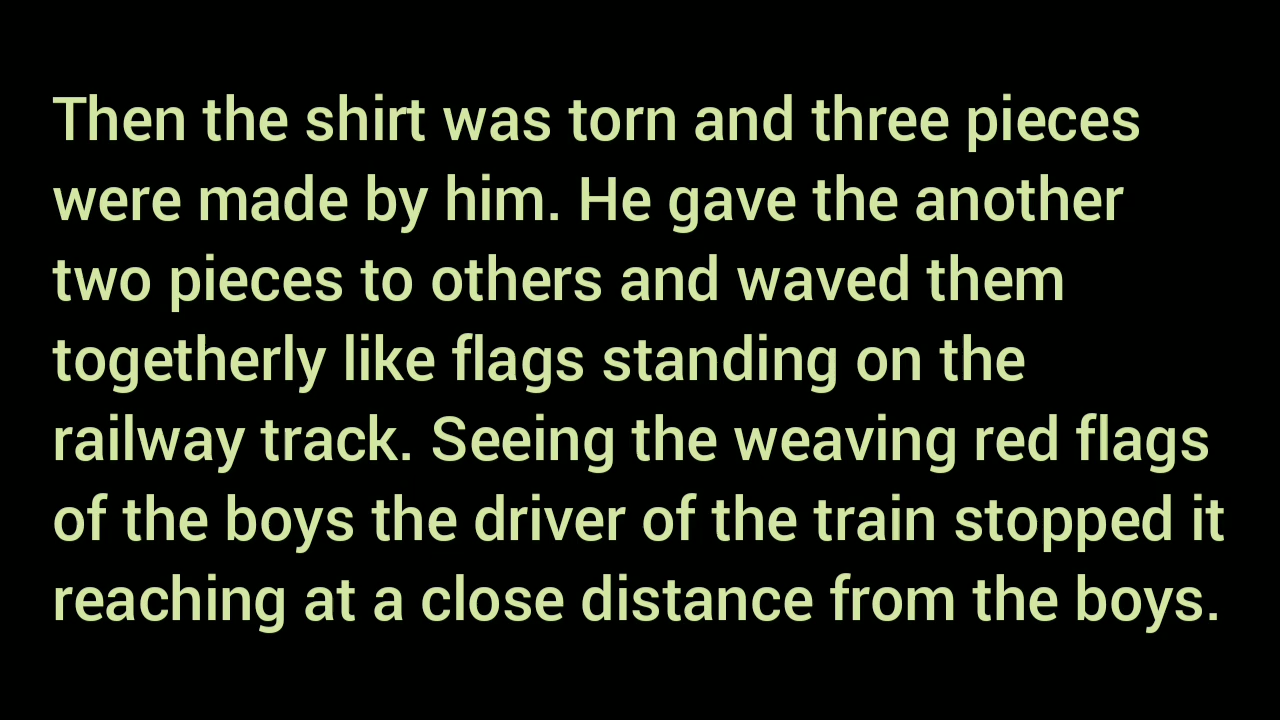 Then the shirt was torn and three pieces
were made by him. He gave the another
two pieces to others and waved them
togetherly like flags standing on the
railway track. Seeing the weaving red flags
of the boys the driver of the train stopped it
reaching at a close distance from the boys.